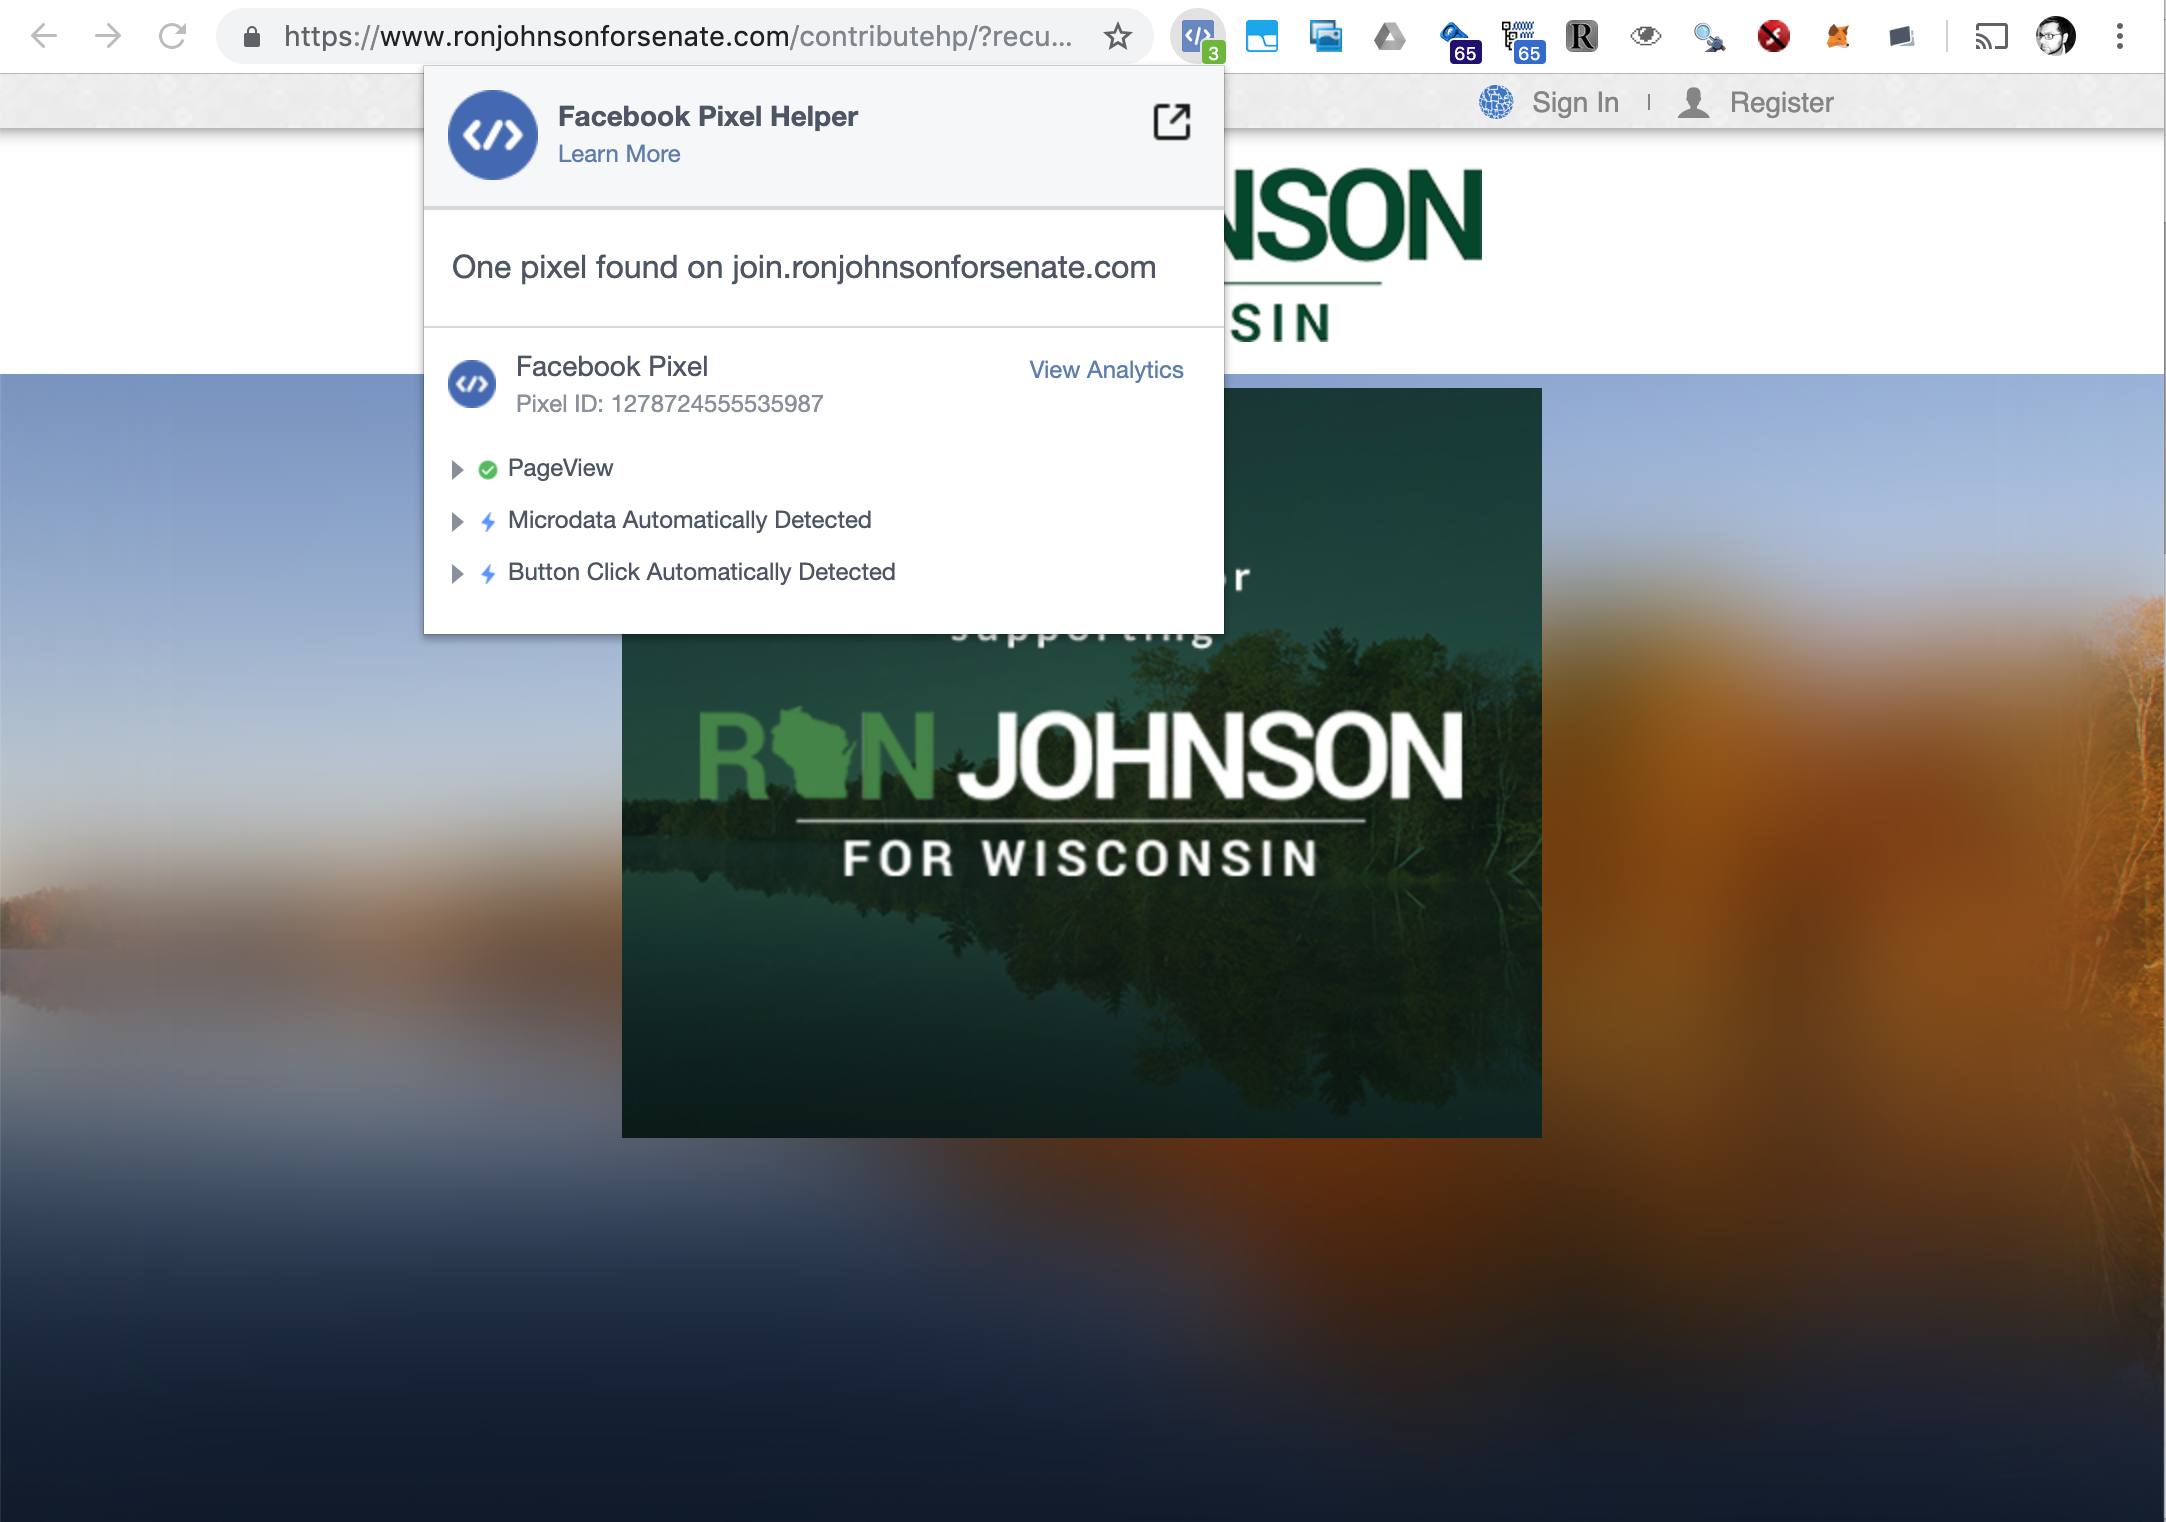 https://www.ronjohnsonforsenate.com/contributehp/?recu...
3
65
65
R
Sign In
Register
Facebook Pixel Helper
Learn More
NSON
SIN
One pixel found on join.ronjohnsonforsenate.com
Facebook Pixel
View Analytics
Pixel ID: 1278724555535987
PageView
Microdata Automatically Detected
Button Click Automatically Detected
supporting
RON JOHNSON
FOR WISCONSIN